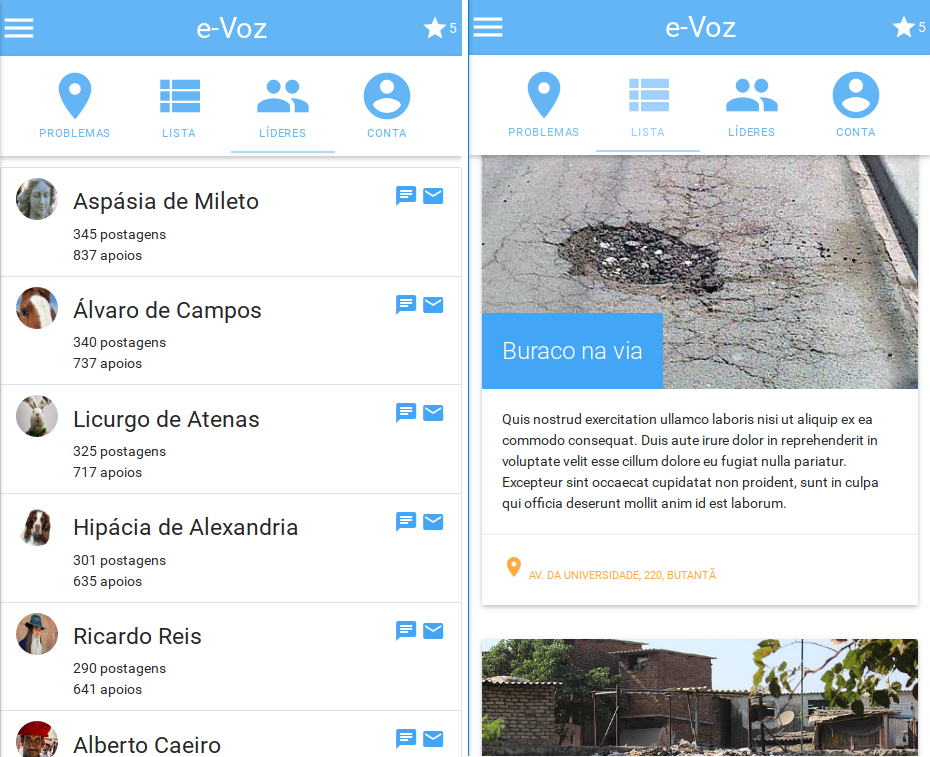 e-Voz
5
PROBLEMAS
LISTA
LÍDERES
CONTA
Aspásia de Mileto
345 postagens
837 apoios
Álvaro de Campos
340 postagens
737 apoios
Licurgo de Atenas
325 postagens
717 apoios
Hipácia de Alexandria
301 postagens
635 apoios
Ricardo Reis
290 postagens
641 apoios
Alberto Caeiro
e-Voz
5
PROBLEMAS
LISTA
LÍDERES
CONTA
Buraco na via
Quis nostrud exercitation ullamco laboris nisi ut aliquip ex ea
commodo consequat. Duis aute irure dolor in reprehenderit in
voluptate velit esse cillum dolore eu fugiat nulla pariatur.
Excepteur sint occaecat cupidatat non proident, sunt in culpa
qui officia deserunt mollit anim id est laborum.
AV. DA UNIVERSIDADE, 220, BUTANTÃ